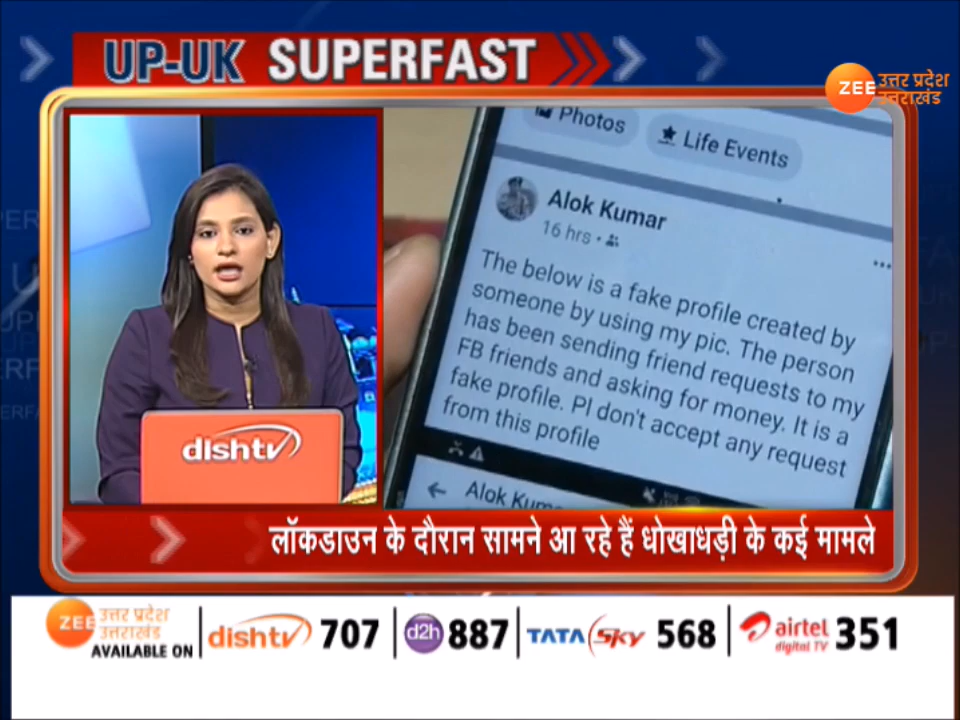 UP-UK SUPERFAST
ZEE उत्तर प्रदेश
उत्तराखंड
Photos
Life Events
Alok Kumar
16 hrs
The below is a fake profile created by
someone by using my pic. The person
has been sending friend requests to my
FB friends and asking for money. It is a
fake profile. Pl don't accept any request
from this profile
Alok Kum
dishtv
लॉकडाउन के दौरान सामने आ रहे हैं धोखाधड़ी के कई मामले
ZEE उत्तर प्रदेश
उत्तराखंड
AVAILABLE ON
dishtv 707
d2h 887
TATA Sky 568
airtel digital TV 351